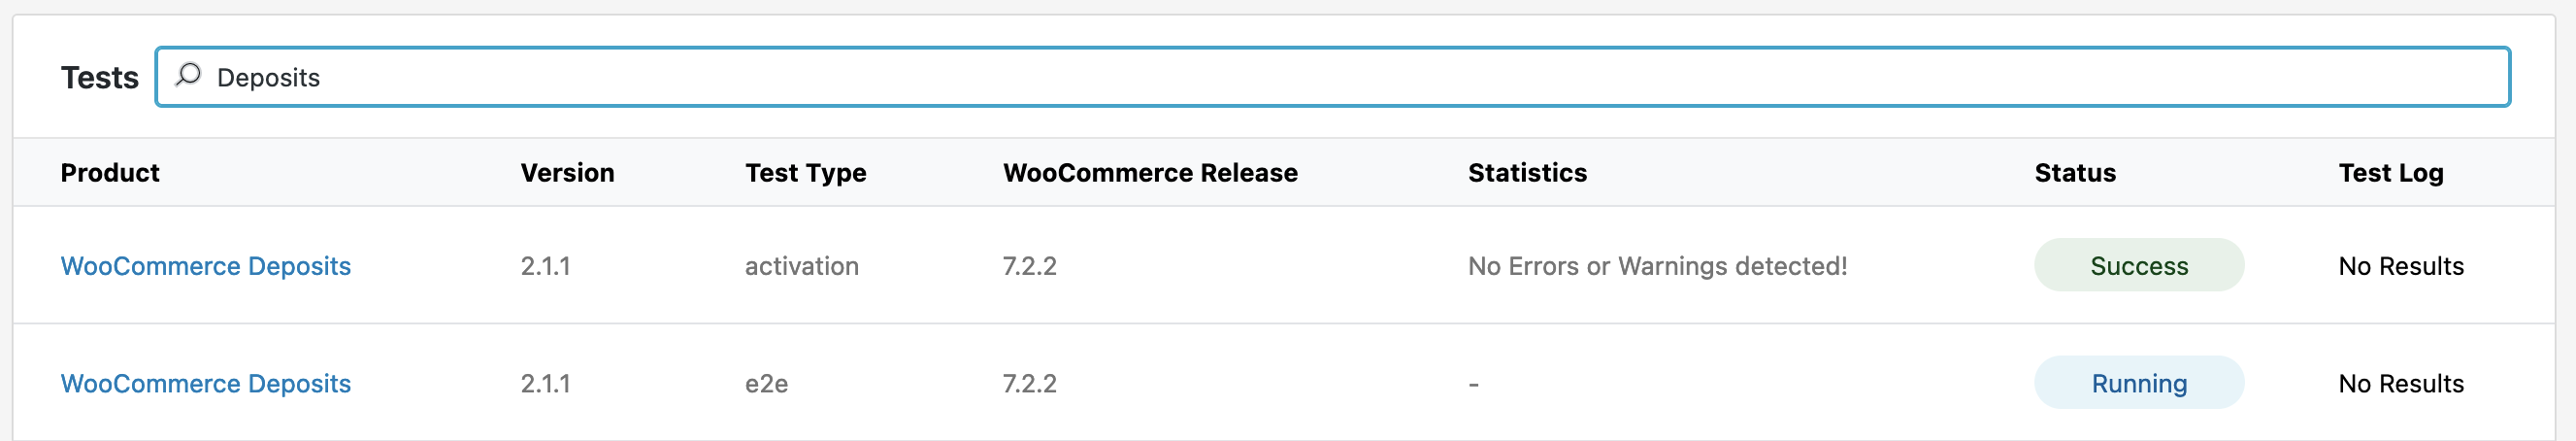 Tests Deposits
Product Version Test Type WooCommerce Release Statistics Status Test Log
WooCommerce Deposits 2.1.1 activation 7.2.2 No Errors or Warnings detected! Success No Results
WooCommerce Deposits 2.1.1 e2e 7.2.2 - Running No Results